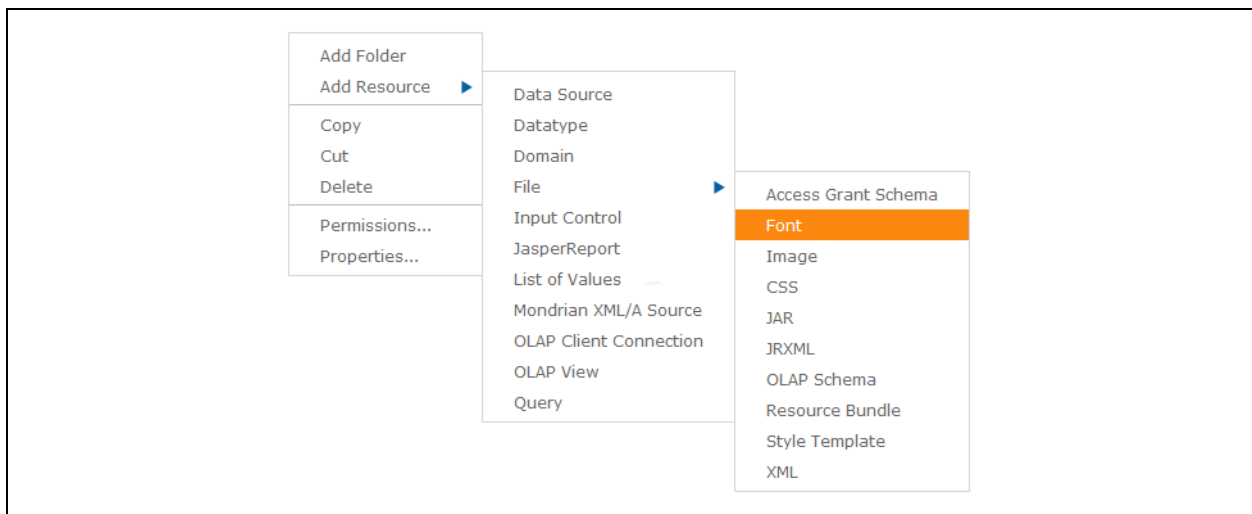 Add Folder
Add Resource
Copy
Cut
Delete
Permissions...
Properties...
Data Source
Datatype
Domain
File
Input Control
JasperReport
List of Values
Mondrian XML/A Source
OLAP Client Connection
OLAP View
Query
Access Grant Schema
Font
Image
CSS
JAR
JRXML
OLAP Schema
Resource Bundle
Style Template
XML